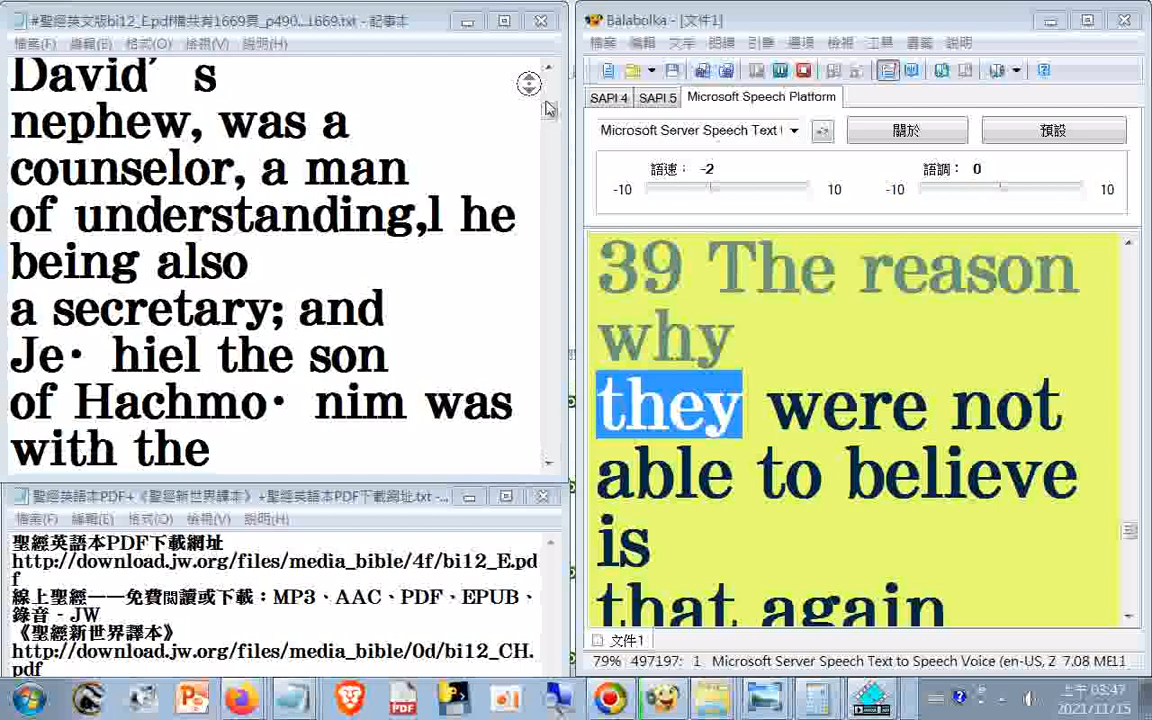 #聖經英文版bi12_E.pdf檔共有1669頁_p490...1669.txt - 記事本
檔案(F) 編輯(E) 格式(O) 檢視(V) 說明(H)
David’s
nephew, was a
counselor, a man
of understanding,l he
being also
a secretary; and
Je· hiel the son
of Hachmo· nim was
with the
聖經英語本PDF+《聖經新世界譯本》+聖經英語本PDF下載網址.txt -...
檔案(F) 編輯(E) 格式(O) 檢視(V) 說明(H)
聖經英語本PDF下載網址
http://download.jw.org/files/media_bible/4f/bi12_E.pd
f
線上聖經——免費閱讀或下載：MP3、AAC、PDF、EPUB、
錄音 - JW
《聖經新世界譯本》
http://download.jw.org/files/media_bible/0d/bi12_CH.
pdf
Balabolka - [文件1]
檔案 編輯 文字 朗讀 引擎 選項 檢視 工具 書籤 說明
SAPI 4 SAPI 5 Microsoft Speech Platform
Microsoft Server Speech Text 關於 預設
語速： -2 語調： 0
-10 10 -10 10
39 The reason
why
they were not
able to believe
is
that again
文件1
79% 497197: 1 Microsoft Server Speech Text to Speech Voice (en-US, Z 7.08 ME11
PDF
上午 03:47
2021/11/15